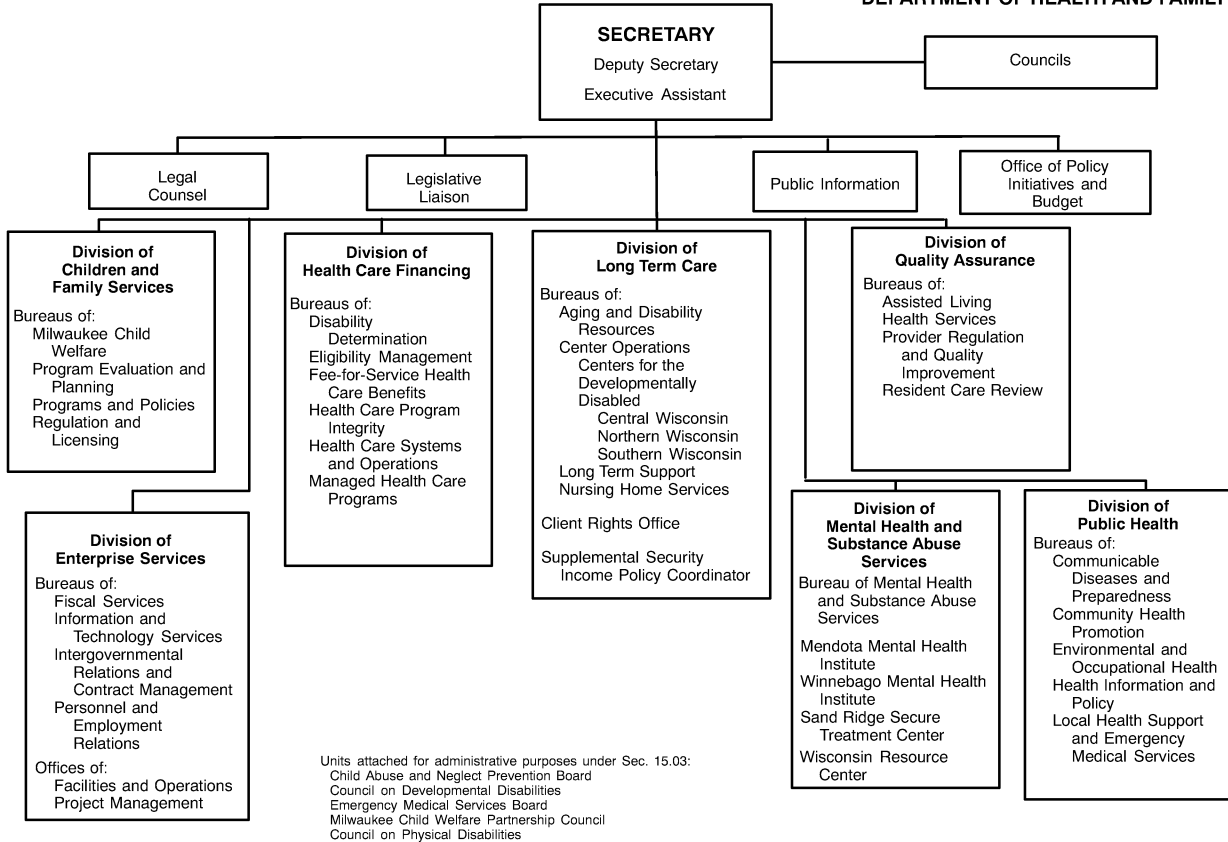 DEPARTMENT OF HEALTH AND FAMILY
SECRETARY
Deputy Secretary
Executive Assistant
Councils
Legal
Counsel
Legislative
Liaison
Public Information
Office of Policy
Initiatives and
Budget
Division of
Children and
Family Services
Bureaus of:
Milwaukee Child
Welfare
Program Evaluation and
Planning
Programs and Policies
Regulation and
Licensing
Division of
Health Care Financing
Bureaus of:
Disability
Determination
Eligibility Management
Fee-for-Service Health
Care Benefits
Health Care Program
Integrity
Health Care Systems
and Operations
Managed Health Care
Programs
Division of
Long Term Care
Bureaus of:
Aging and Disability
Resources
Center Operations
Centers for the
Developmentally
Disabled
Central Wisconsin
Northern Wisconsin
Southern Wisconsin
Long Term Support
Nursing Home Services
Client Rights Office
Supplemental Security
Income Policy Coordinator
Division of
Quality Assurance
Bureaus of:
Assisted Living
Health Services
Provider Regulation
and Quality
Improvement
Resident Care Review
Division of
Enterprise Services
Bureaus of:
Fiscal Services
Information and
Technology Services
Intergovernmental
Relations and
Contract Management
Personnel and
Employment
Relations
Offices of:
Facilities and Operations
Project Management
Division of
Mental Health and
Substance Abuse
Services
Bureau of Mental Health
and Substance Abuse
Services
Mendota Mental Health
Institute
Winnebago Mental Health
Institute
Sand Ridge Secure
Treatment Center
Wisconsin Resource
Center
Division of
Public Health
Bureaus of:
Communicable
Diseases and
Preparedness
Community Health
Promotion
Environmental and
Occupational Health
Health Information and
Policy
Local Health Support
and Emergency
Medical Services
Units attached for administrative purposes under Sec. 15.03:
Child Abuse and Neglect Prevention Board
Council on Developmental Disabilities
Emergency Medical Services Board
Milwaukee Child Welfare Partnership Council
Council on Physical Disabilities